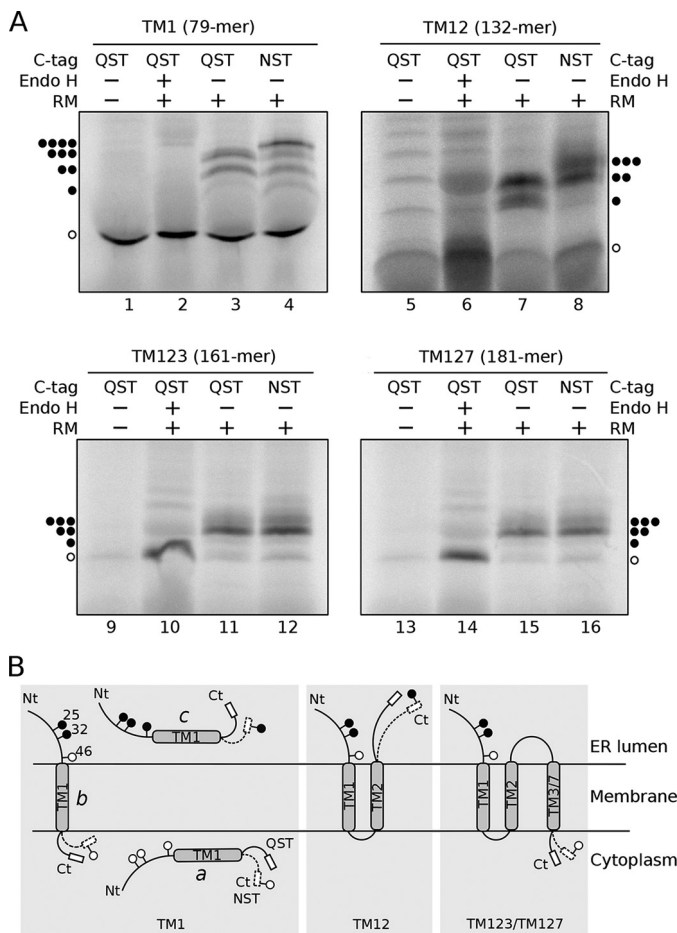 A
TM1 (79-mer)
C-tag QST QST QST NST
Endo H − + − −
RM − + + +
1 2 3 4
TM12 (132-mer)
QST QST QST NST C-tag
− + − − Endo H
− + + + RM
5 6 7 8
TM123 (161-mer)
C-tag QST QST QST NST
Endo H − + − −
RM − + + +
9 10 11 12
TM127 (181-mer)
QST QST QST NST C-tag
− + − − Endo H
− + + + RM
13 14 15 16
B
Nt
25
32
46
TM1
b
Ct
Nt
c
TM1
Ct
TM1
a
Nt
QST
Ct
NST
TM1
Nt
TM1
TM2
Ct
TM12
Nt
TM1
TM2
TM3/7
Ct
TM123/TM127
ER lumen
Membrane
Cytoplasm